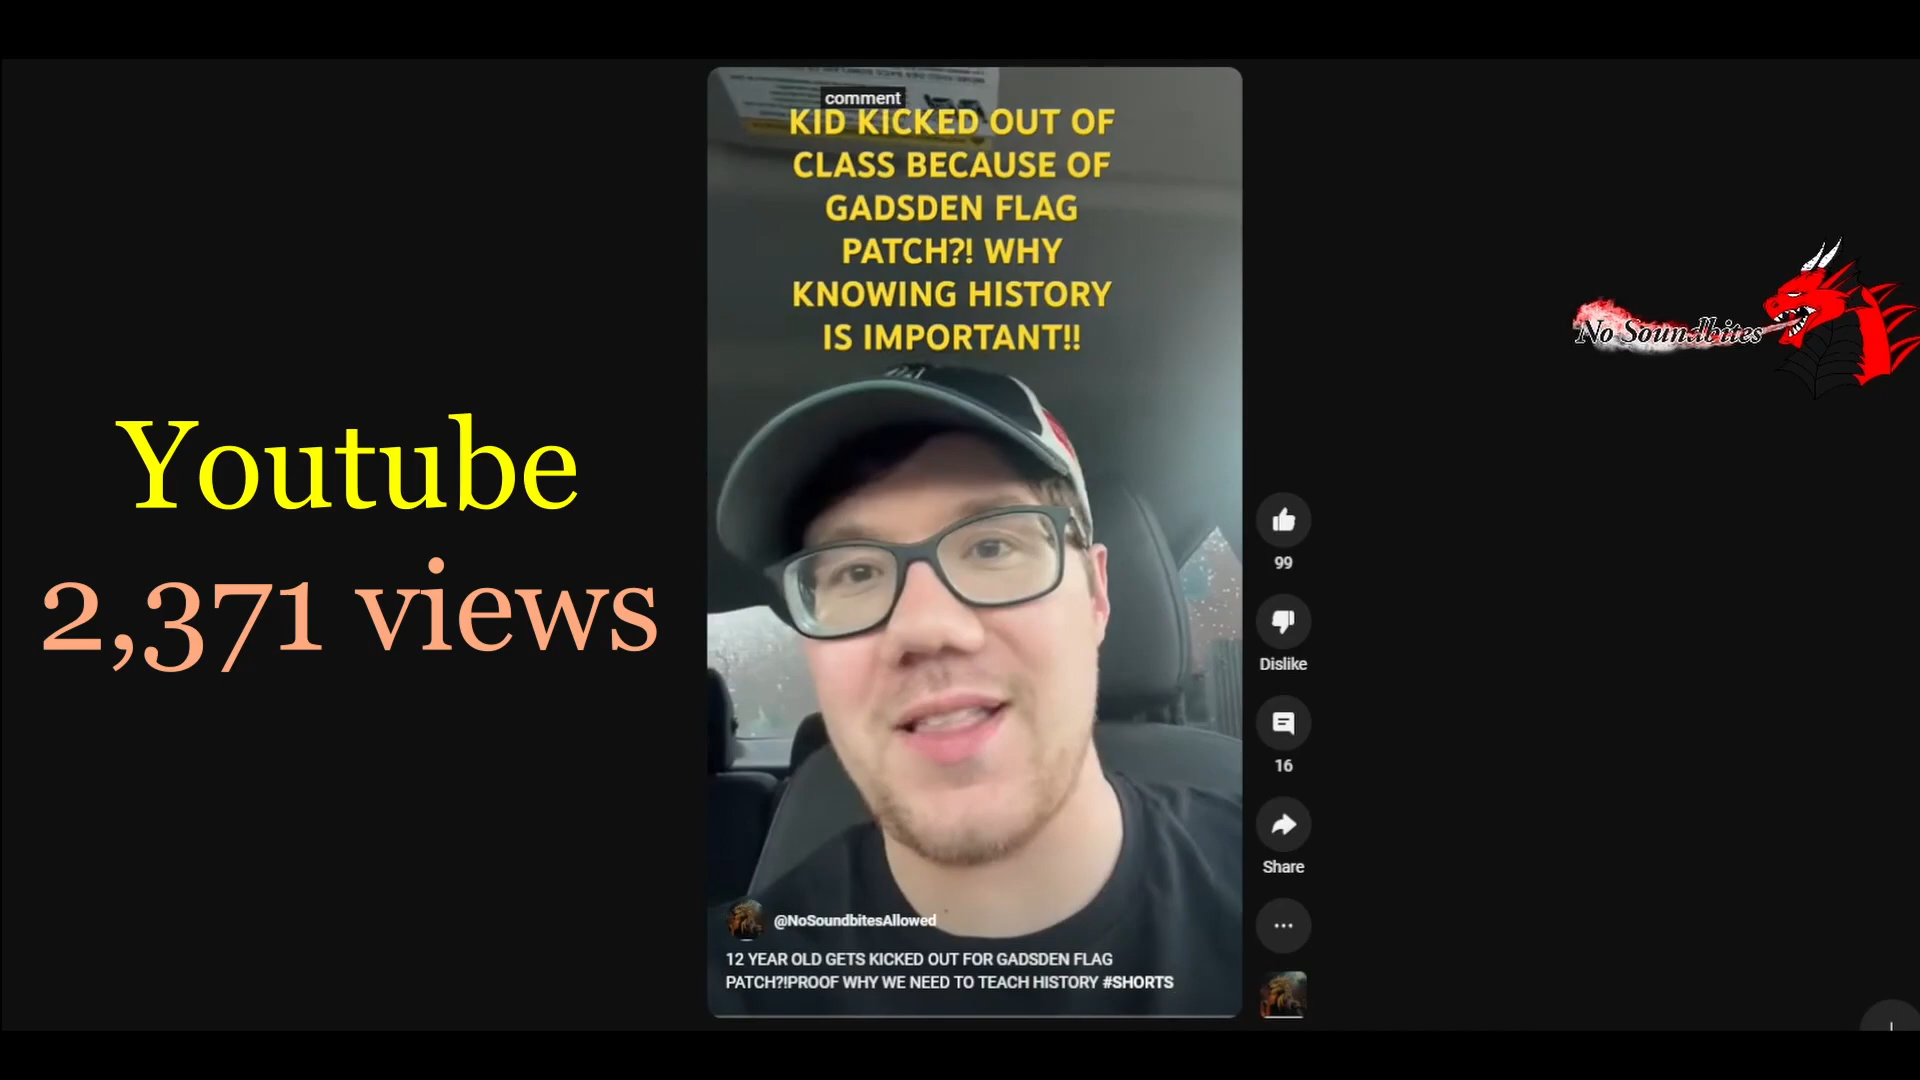 comment
KID KICKED OUT OF
CLASS BECAUSE OF
GADSDEN FLAG
PATCH?! WHY
KNOWING HISTORY
IS IMPORTANT!!
No Soundbites
Youtube
2,371 views
99
Dislike
16
Share
@NoSoundbitesAllowed
12 YEAR OLD GETS KICKED OUT FOR GADSDEN FLAG
PATCH?!PROOF WHY WE NEED TO TEACH HISTORY #SHORTS